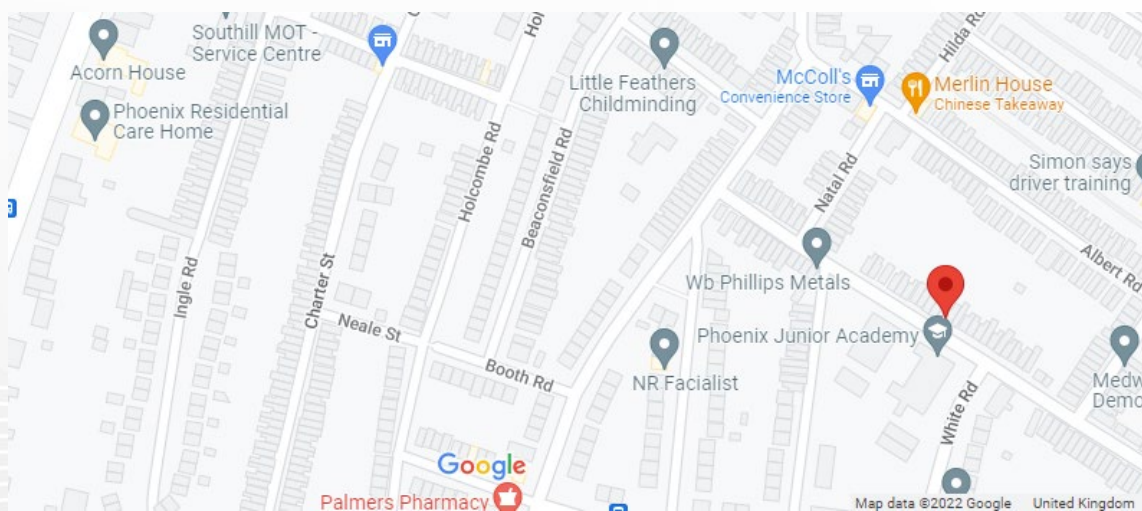 Southill MOT -
Service Centre
Acorn House
Phoenix Residential
Care Home
Little Feathers
Childminding
McColl's
Convenience Store
Merlin House
Chinese Takeaway
Hilda Rd
Simon says
driver training
Natal Rd
Albert Rd
Holcombe Rd
Beaconsfield Rd
Ingle Rd
Charter St
Neale St
Booth Rd
Wb Phillips Metals
Phoenix Junior Academy
NR Facialist
White Rd
Google
Palmers Pharmacy
Map data ©2022 Google United Kingdom